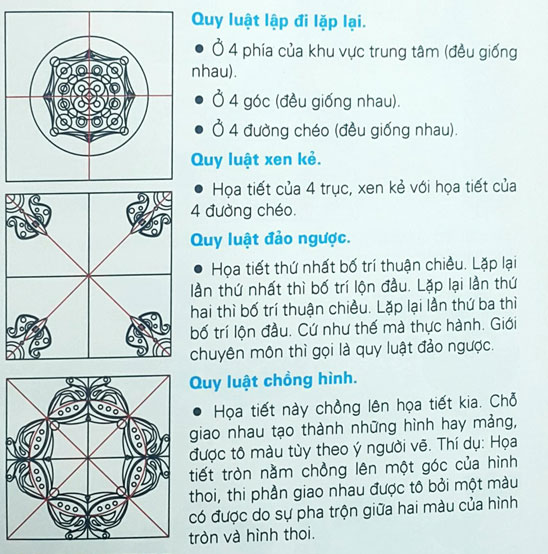 Quy luật lập đi lặp lại.
● Ở 4 phía của khu vực trung tâm (đều giống
nhau).
● Ở 4 góc (đều giống nhau).
● Ở 4 đường chéo (đều giống nhau).
Quy luật xen kẻ.
● Họa tiết của 4 trục, xen kẻ với họa tiết của
4 đường chéo.
Quy luật đảo ngược.
● Họa tiết thứ nhất bố trí thuận chiều. Lặp lại
lần thứ nhất thì bố trí lộn đầu. Lặp lại lần thứ
hai thì bố trí thuận chiều. Lặp lại lần thứ ba thì
bố trí lộn đầu. Cứ như thế mà thực hành. Giới
chuyên môn thì gọi là quy luật đảo ngược.
Quy luật chồng hình.
● Họa tiết này chồng lên họa tiết kia. Chỗ
giao nhau tạo thành những hình hay mảng,
được tô màu tùy theo ý người vẽ. Thí dụ: Họa
tiết tròn nằm chồng lên một góc của hình
thoi, thi phần giao nhau được tô bởi một màu
có được do sự pha trộn giữa hai màu của hình
tròn và hình thoi.